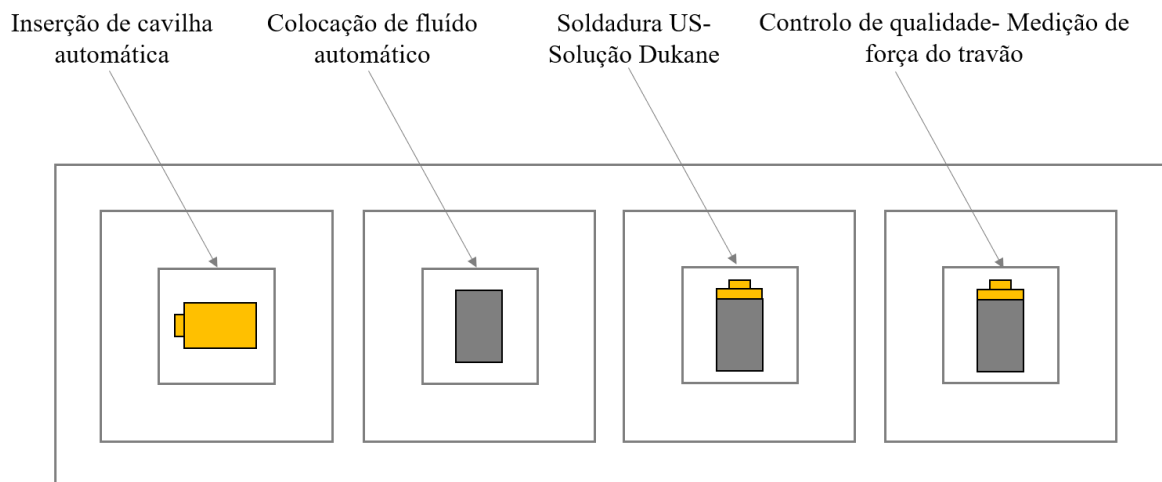 Inserção de cavilha
automática
Colocação de fluído
automático
Soldadura US-
Solução Dukane
Controlo de qualidade- Medição de
força do travão